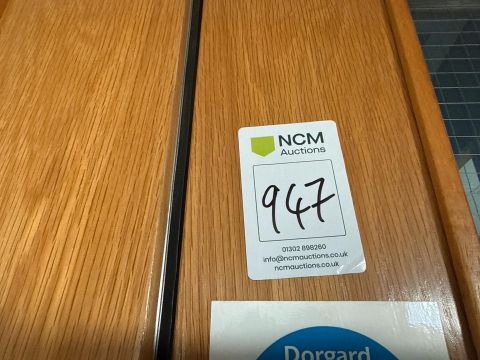 NCM
Auctions
947
01302 898260
info@ncmauctions.co.uk
ncmauctions.co.uk
Dorgard